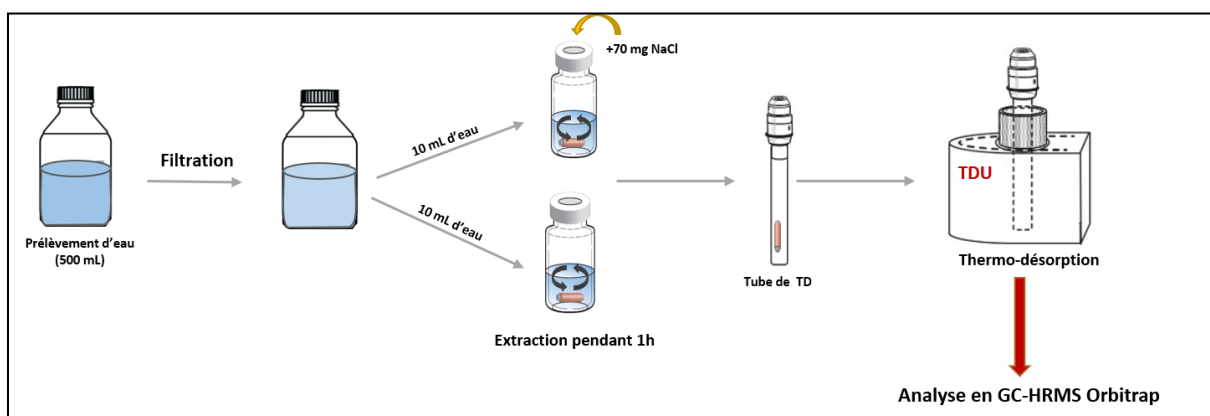 +70 mg NaCl
Filtration
10 mL d'eau
10 mL d'eau
TDU
Prélèvement d'eau
(500 mL)
Tube de TD
Thermo-désorption
Extraction pendant 1h
Analyse en GC-HRMS Orbitrap